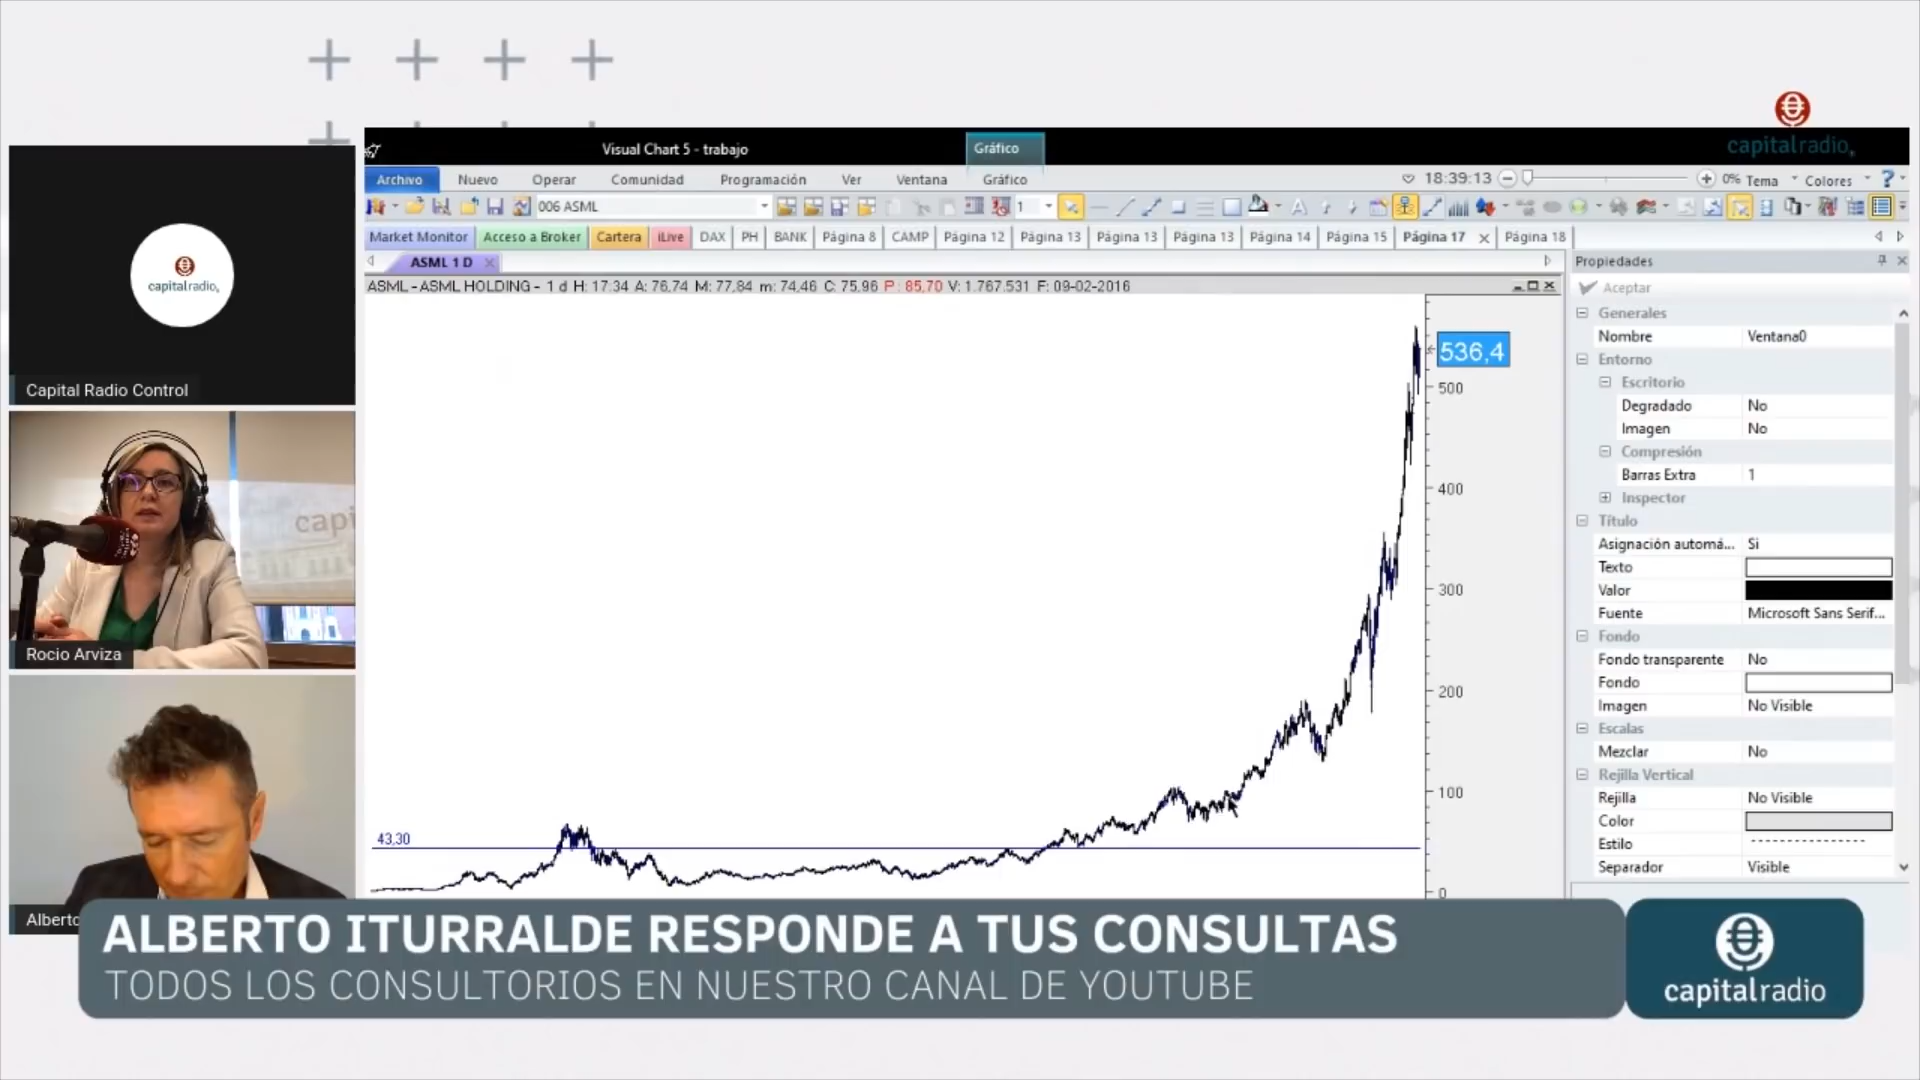 capitalradio
Visual Chart 5 - trabajo
Gráfico
Archivo Nuevo Operar Comunidad Programación Ver Ventana Gráfico
18:39:13 0% Tema Colores ?
006 ASML 1
Market Monitor Acceso a Broker Cartera iLive DAX PH BANK Página 8 CAMP Página 12 Página 13 Página 13 Página 13 Página 14 Página 15 Página 17 Página 18
ASML 1 D
ASML - ASML HOLDING - 1 d H: 17:34 A: 76,74 M: 77,84 m: 74,46 C: 75,96 P: 85,70 V: 1.767.531 F: 09-02-2016
536,4
500
400
300
200
100
0
43,30
Propiedades
Aceptar
Generales
Nombre Ventana0
Entorno
Escritorio
Degradado No
Imagen No
Compresión
Barras Extra 1
Inspector
Título
Asignación automá... Si
Texto
Valor
Fuente Microsoft Sans Serif...
Fondo
Fondo transparente No
Fondo
Imagen No Visible
Escalas
Mezclar No
Rejilla Vertical
Rejilla No Visible
Color
Estilo
Separador Visible
capitalradio
Capital Radio Control
capi
Rocio Arviza
Alberto
ALBERTO ITURRALDE RESPONDE A TUS CONSULTAS
TODOS LOS CONSULTORIOS EN NUESTRO CANAL DE YOUTUBE
capitalradio